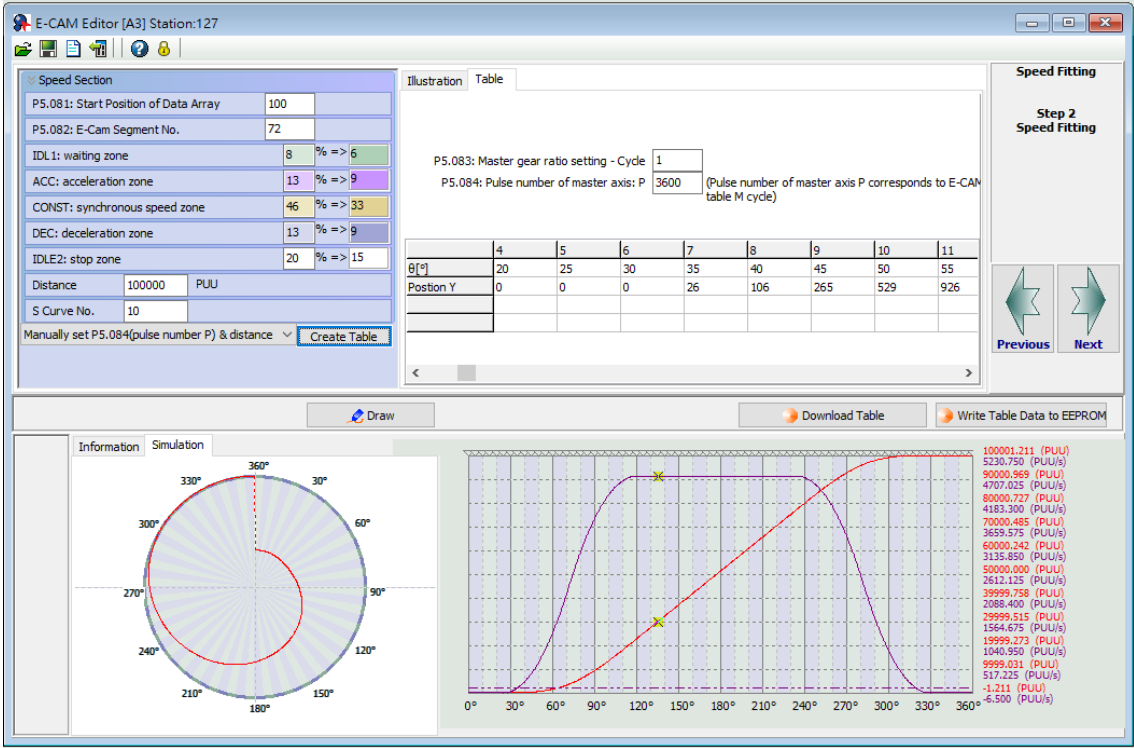 E-CAM Editor [A3] Station:127
Speed Section
P5.081: Start Position of Data Array 100
P5.082: E-Cam Segment No. 72
IDL1: waiting zone 8 % => 6
ACC: acceleration zone 13 % => 9
CONST: synchronous speed zone 46 % => 33
DEC: deceleration zone 13 % => 9
IDLE2: stop zone 20 % => 15
Distance 100000 PUU
S Curve No. 10
Manually set P5.084(pulse number P) & distance Create Table
Illustration Table
P5.083: Master gear ratio setting - Cycle 1
P5.084: Pulse number of master axis: P 3600 (Pulse number of master axis P corresponds to E-CAM
table M cycle)
4 5 6 7 8 9 10 11
θ[°] 20 25 30 35 40 45 50 55
Postion Y 0 0 0 26 106 265 529 926
Speed Fitting
Step 2
Speed Fitting
Previous Next
Draw Download Table Write Table Data to EEPROM
Information Simulation
360°
330° 30°
300° 60°
270° 90°
240° 120°
210° 150°
180°
100001.211 (PUU)
5230.750 (PUU/s)
90000.969 (PUU)
4707.025 (PUU/s)
80000.727 (PUU)
4183.300 (PUU/s)
70000.485 (PUU)
3659.575 (PUU/s)
60000.242 (PUU)
3135.850 (PUU/s)
50000.000 (PUU)
2612.125 (PUU/s)
39999.758 (PUU)
2088.400 (PUU/s)
29999.515 (PUU)
1564.675 (PUU/s)
19999.273 (PUU)
1040.950 (PUU/s)
9999.031 (PUU)
517.225 (PUU/s)
-1.211 (PUU)
-6.500 (PUU/s)
0° 30° 60° 90° 120° 150° 180° 210° 240° 270° 300° 330° 360°